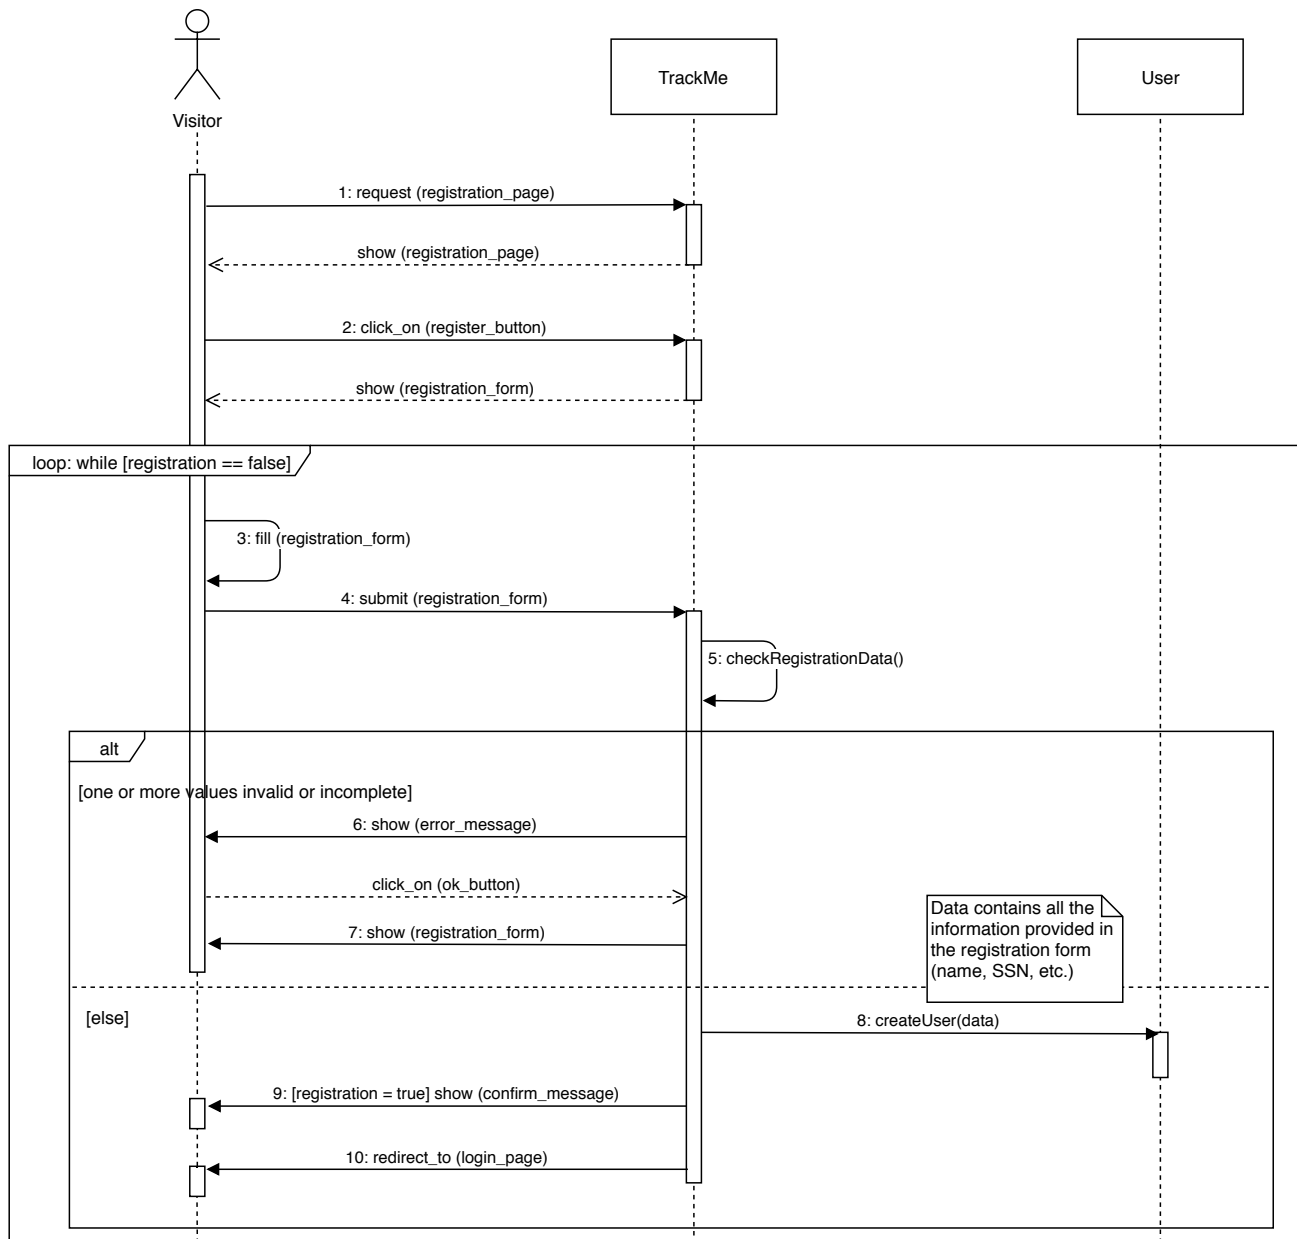 Visitor
TrackMe
User
1: request (registration_page)
show (registration_page)
2: click_on (register_button)
show (registration_form)
loop: while [registration == false]
3: fill (registration_form)
4: submit (registration_form)
5: checkRegistrationData()
alt
[one or more values invalid or incomplete]
6: show (error_message)
click_on (ok_button)
7: show (registration_form)
Data contains all the
information provided in
the registration form
(name, SSN, etc.)
[else]
8: createUser(data)
9: [registration = true] show (confirm_message)
10: redirect_to (login_page)